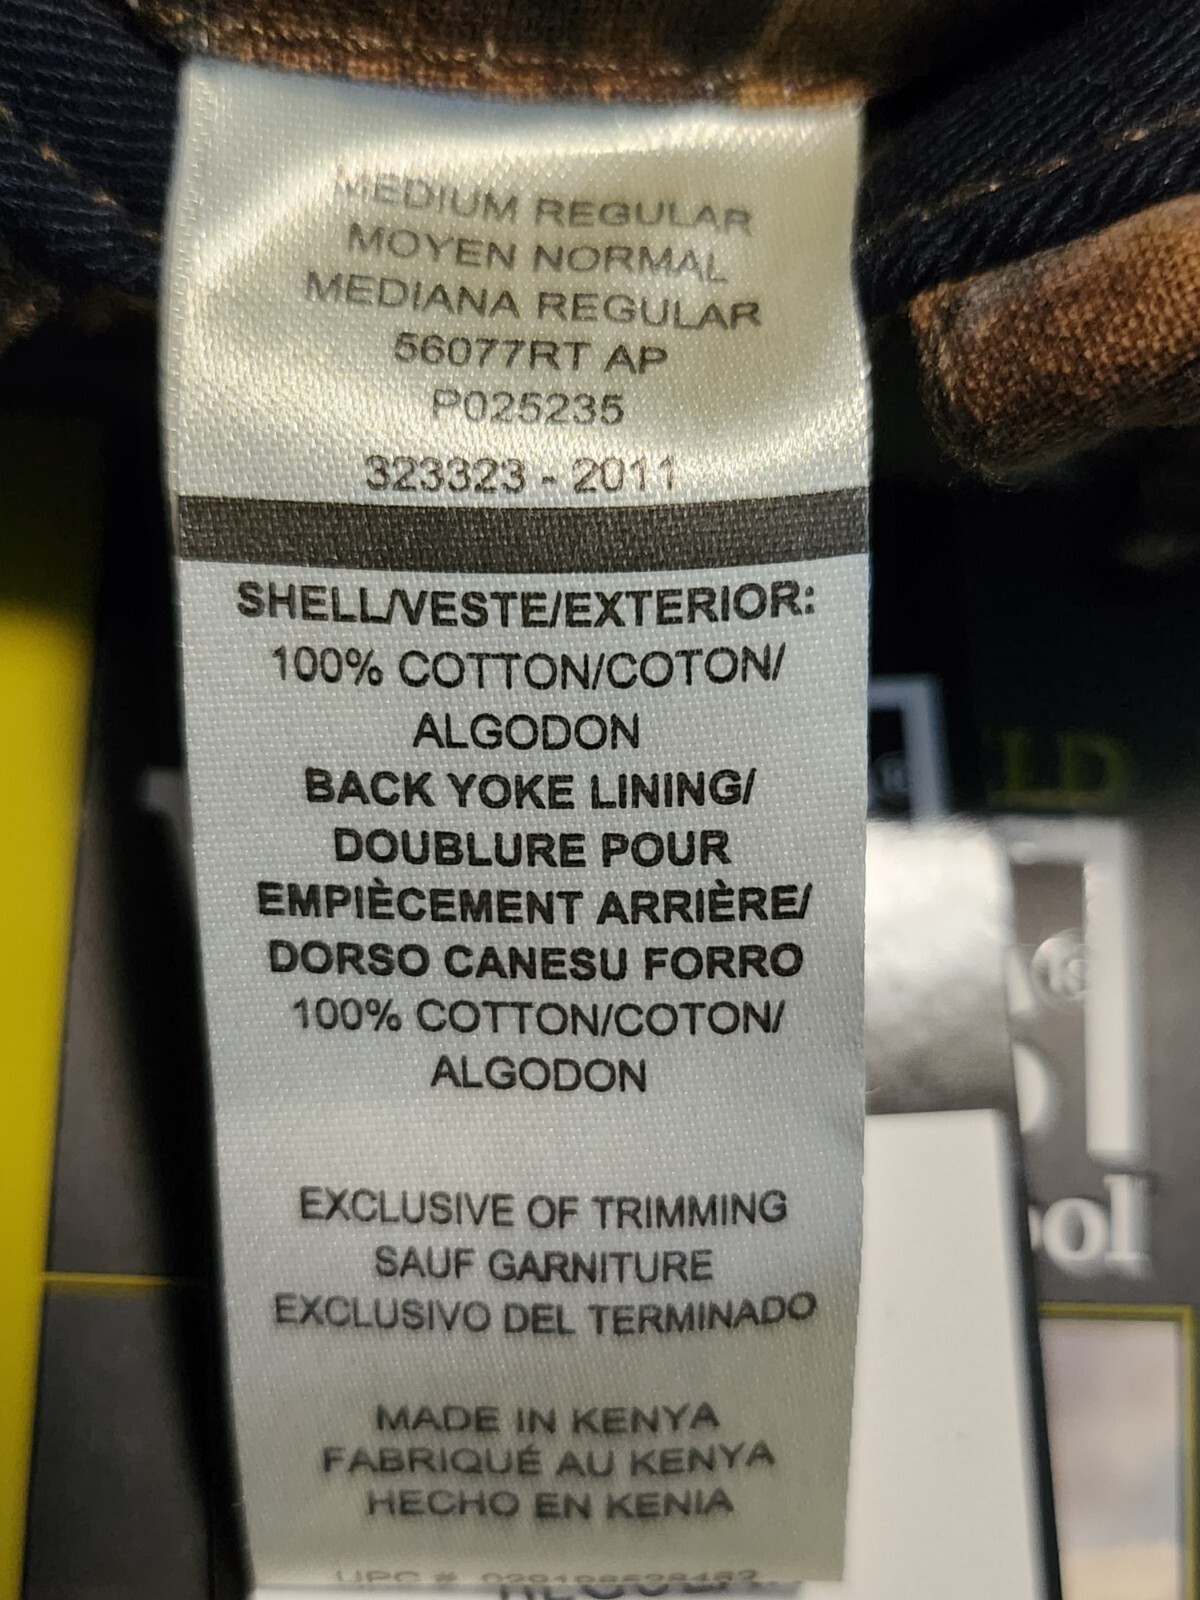 MEDIUM REGULAR
MOYEN NORMAL
MEDIANA REGULAR
56077RT AP
P025235
323323 - 2011
SHELL/VESTE/EXTERIOR:
100% COTTON/COTON/
ALGODON
BACK YOKE LINING/
DOUBLURE POUR
EMPIÈCEMENT ARRIÈRE/
DORSO CANESU FORRO
100% COTTON/COTON/
ALGODON
EXCLUSIVE OF TRIMMING
SAUF GARNITURE
EXCLUSIVO DEL TERMINADO
MADE IN KENYA
FABRIQUÉ AU KENYA
HECHO EN KENIA
UPC #